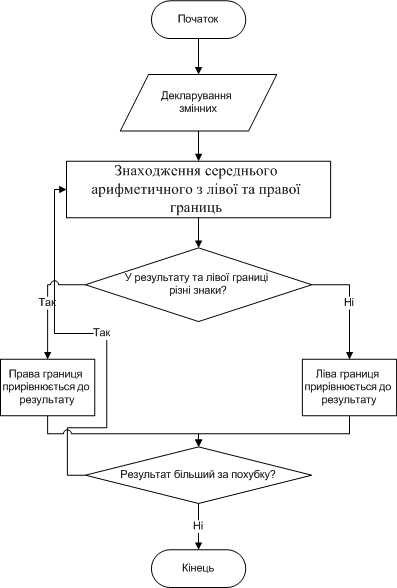 Початок
Декларування
змінних
Знаходження середнього
арифметичного з лівої та правої
границь
У результату та лівої границі
різні знаки?
Так
Ні
Так
Права границя
прирівнюється до
результату
Ліва границя
прирівнюється до
результату
Результат більший за похубку?
Ні
Кінець